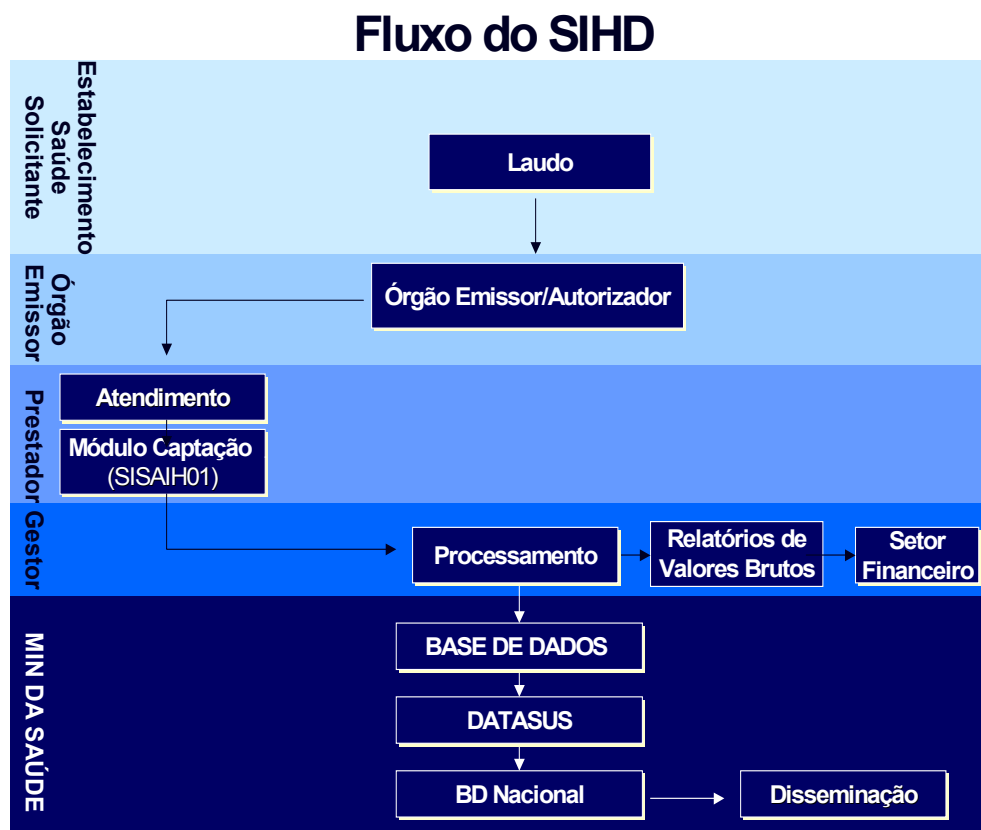 Fluxo do SIHD
Estabelecimento
Saúde
Solicitante
Laudo
Órgão
Emissor
Órgão Emissor/Autorizador
Prestador
Atendimento
Módulo Captação
(SISAIH01)
Gestor
Processamento
Relatórios de
Valores Brutos
Setor
Financeiro
MIN DA SAÚDE
BASE DE DADOS
DATASUS
BD Nacional
Disseminação